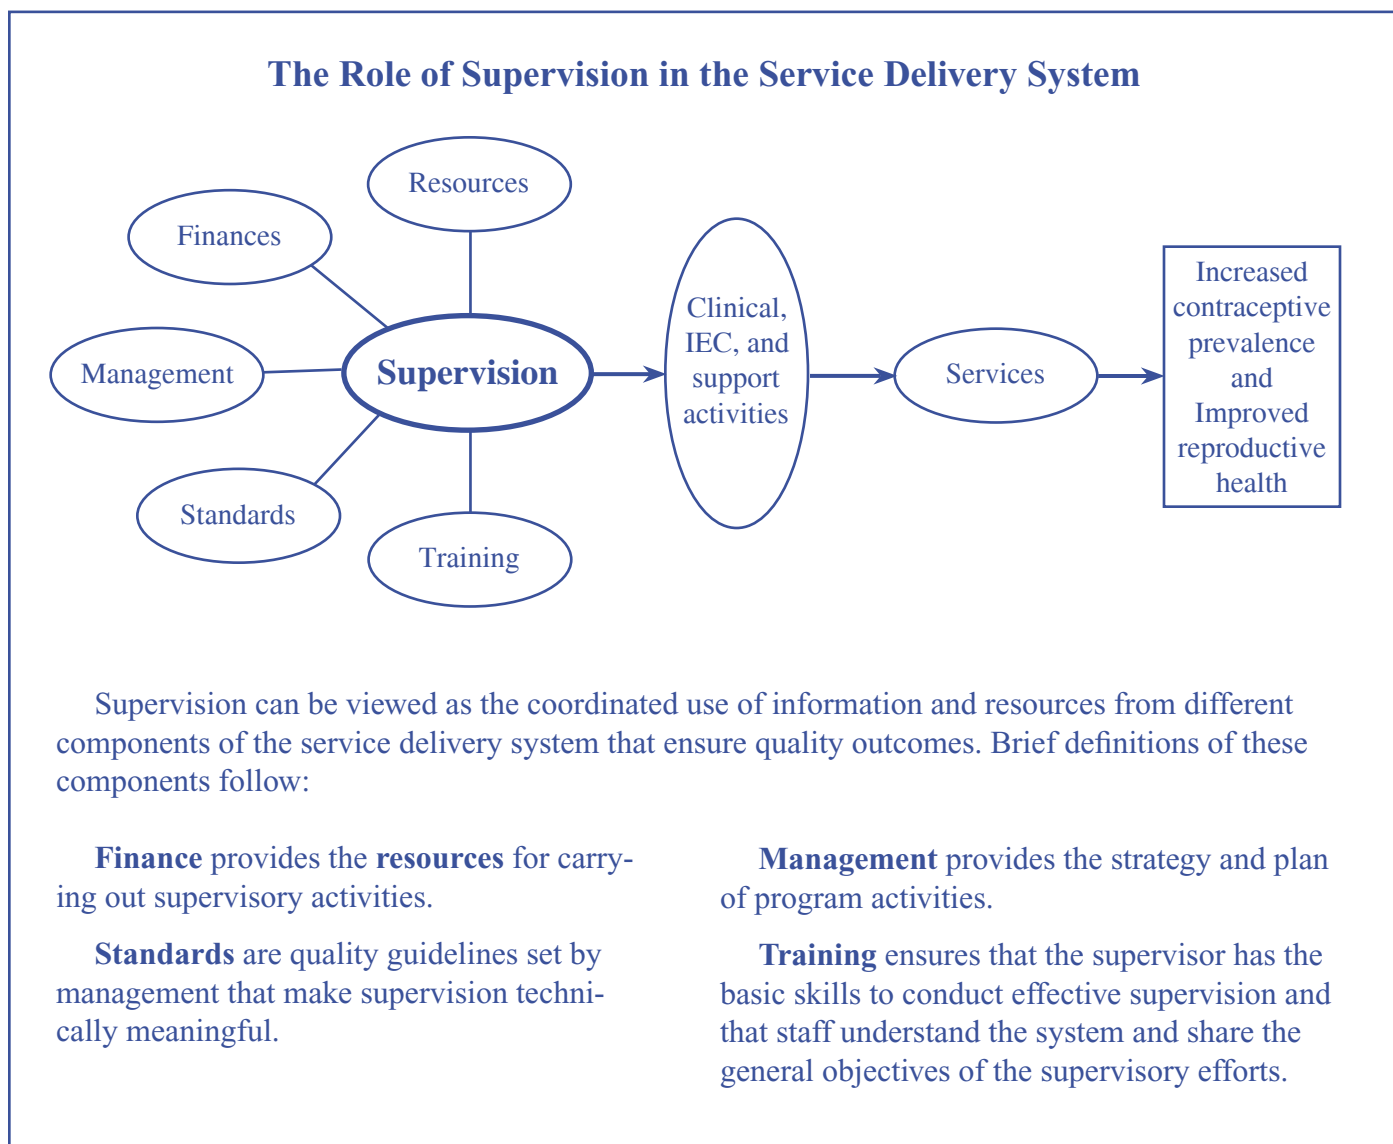 The Role of Supervision in the Service Delivery System
Resources
Finances
Management
Supervision
Standards
Training
Clinical,
IEC, and
support
activities
Services
Increased
contraceptive
prevalence
and
Improved
reproductive
health
Supervision can be viewed as the coordinated use of information and resources from different
components of the service delivery system that ensure quality outcomes. Brief definitions of these
components follow:
Finance provides the resources for carry-
ing out supervisory activities.
Standards are quality guidelines set by
management that make supervision techni-
cally meaningful.
Management provides the strategy and plan
of program activities.
Training ensures that the supervisor has the
basic skills to conduct effective supervision and
that staff understand the system and share the
general objectives of the supervisory efforts.